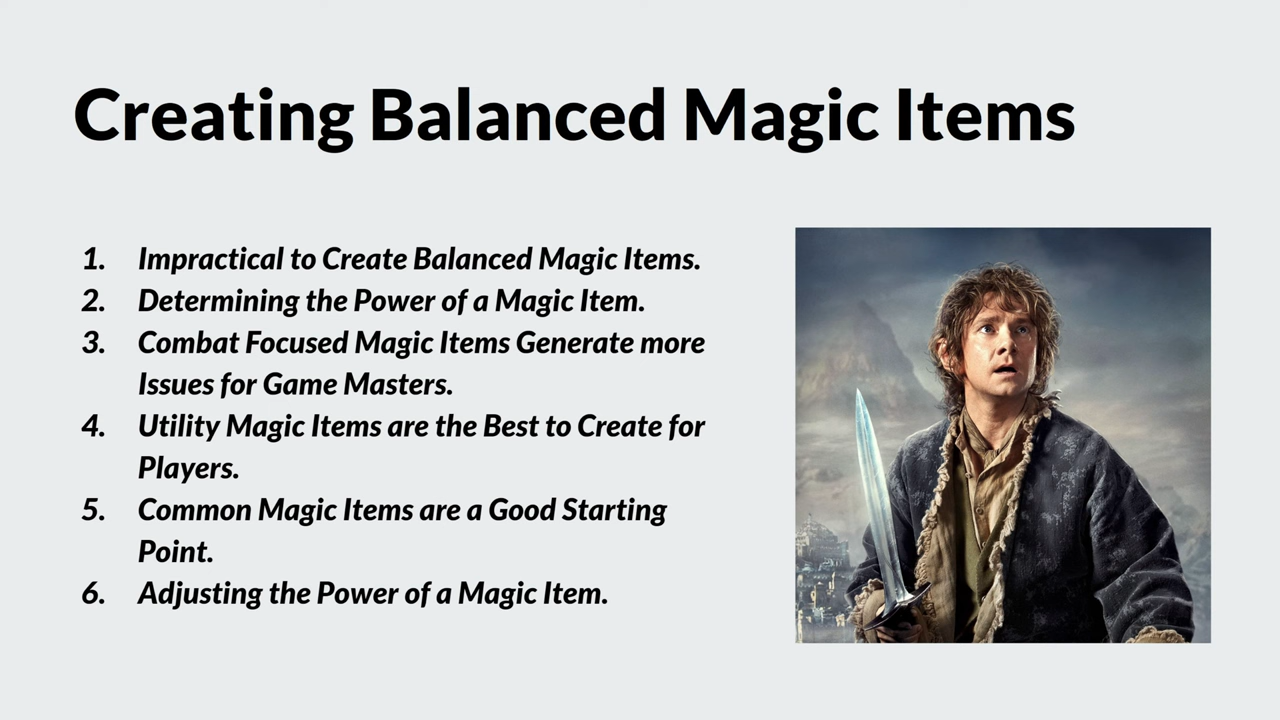 Creating Balanced Magic Items
1. Impractical to Create Balanced Magic Items.
2. Determining the Power of a Magic Item.
3. Combat Focused Magic Items Generate more
Issues for Game Masters.
4. Utility Magic Items are the Best to Create for
Players.
5. Common Magic Items are a Good Starting
Point.
6. Adjusting the Power of a Magic Item.